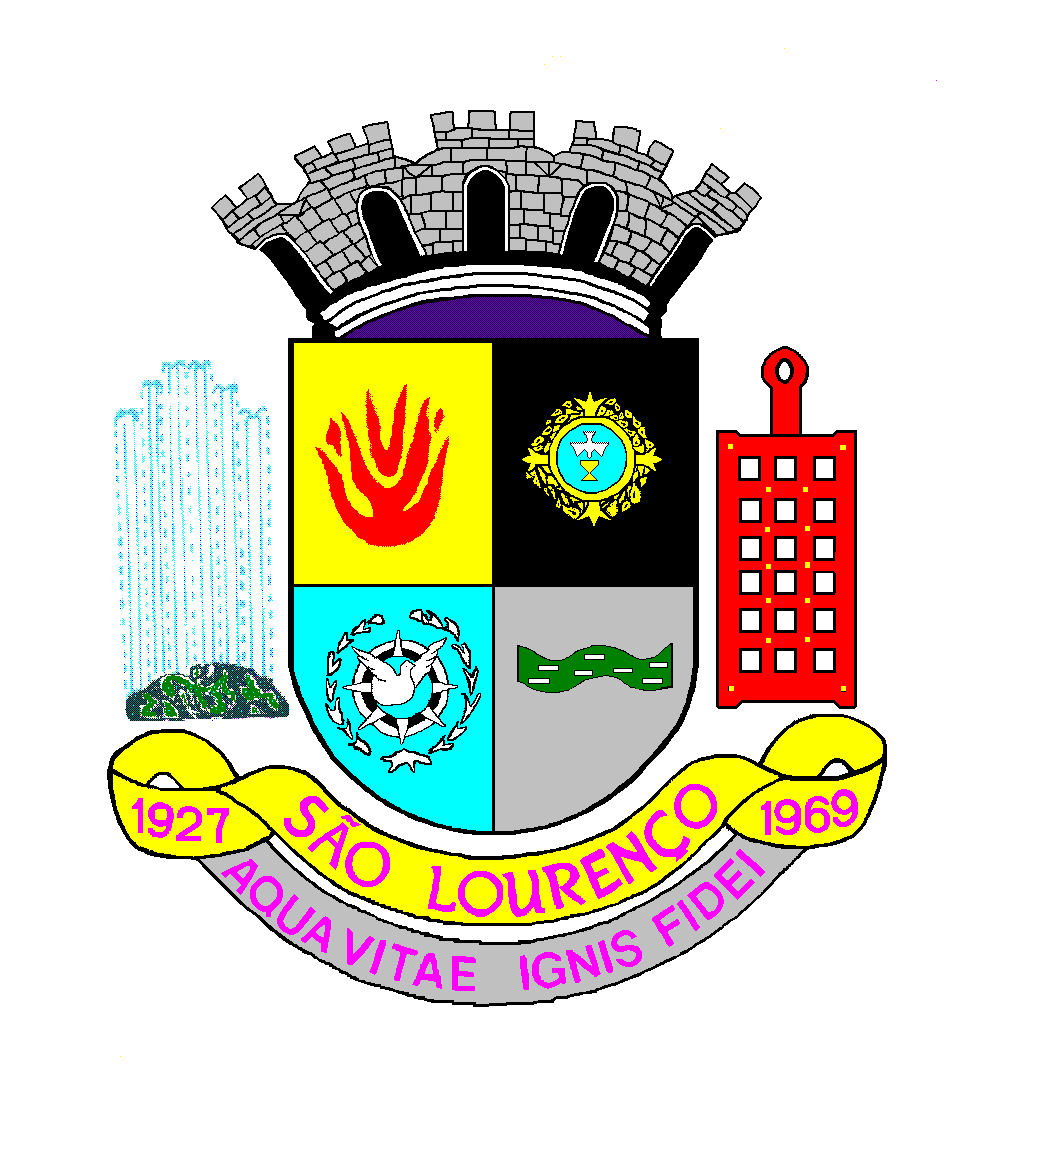 1927 SÃO LOURENÇO 1969
AQUA VITAE IGNIS FIDEI